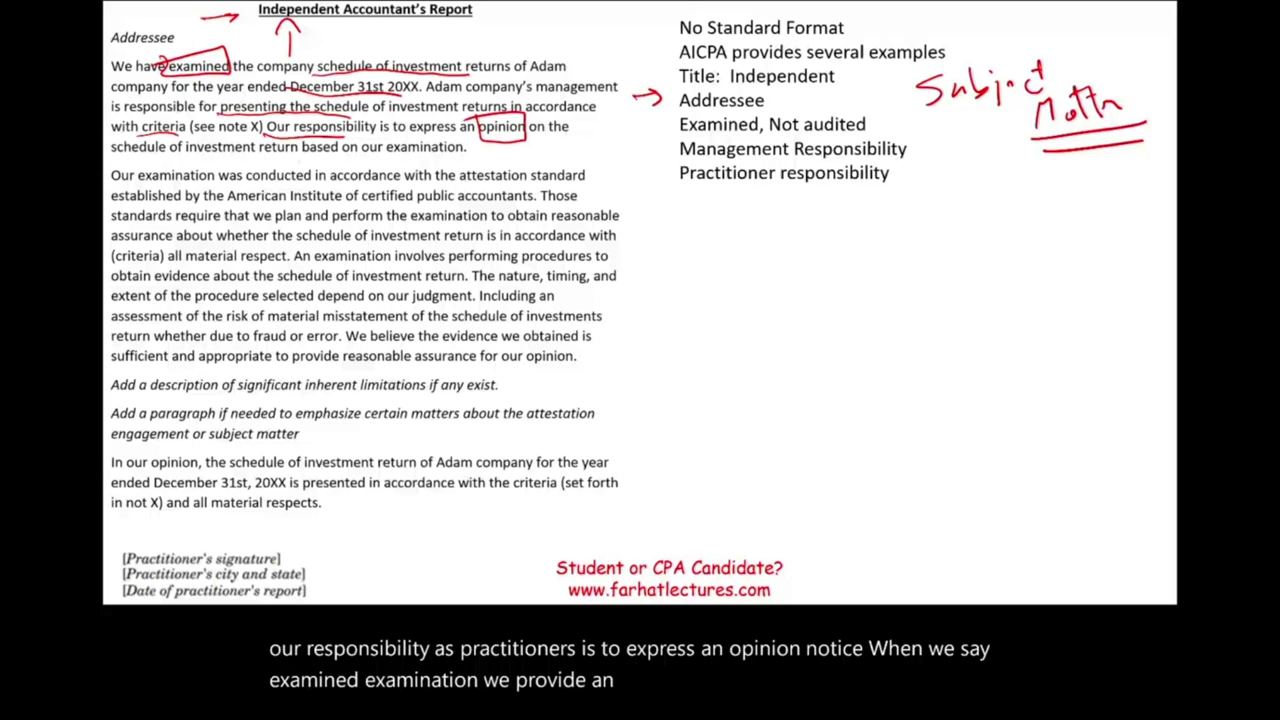 Independent Accountant's Report
Addressee
We have examined the company schedule of investment returns of Adam
company for the year ended December 31st 20XX. Adam company's management
is responsible for presenting the schedule of investment returns in accordance
with criteria (see note X) Our responsibility is to express an opinion on the
schedule of investment return based on our examination.
Our examination was conducted in accordance with the attestation standard
established by the American Institute of certified public accountants. Those
standards require that we plan and perform the examination to obtain reasonable
assurance about whether the schedule of investment return is in accordance with
(criteria) all material respect. An examination involves performing procedures to
obtain evidence about the schedule of investment return. The nature, timing, and
extent of the procedure selected depend on our judgment. Including an
assessment of the risk of material misstatement of the schedule of investments
return whether due to fraud or error. We believe the evidence we obtained is
sufficient and appropriate to provide reasonable assurance for our opinion.
Add a description of significant inherent limitations if any exist.
Add a paragraph if needed to emphasize certain matters about the attestation
engagement or subject matter
In our opinion, the schedule of investment return of Adam company for the year
ended December 31st, 20XX is presented in accordance with the criteria (set forth
in not X) and all material respects.
[Practitioner's signature]
[Practitioner's city and state]
[Date of practitioner's report]
No Standard Format
AICPA provides several examples
Title: Independent
Addressee
Examined, Not audited
Management Responsibility
Practitioner responsibility
Subject
Matter
Student or CPA Candidate?
www.farhatlectures.com
our responsibility as practitioners is to express an opinion notice When we say
examined examination we provide an